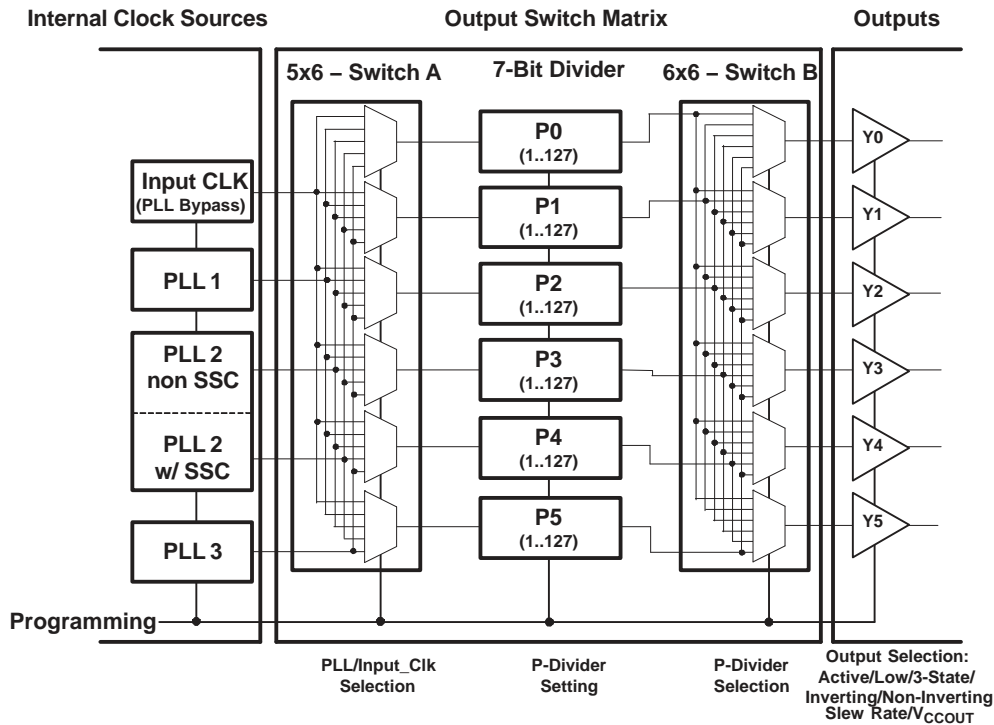 Internal Clock Sources
Output Switch Matrix
Outputs
5x6 – Switch A
7-Bit Divider
6x6 – Switch B
Input CLK
(PLL Bypass)
PLL 1
PLL 2
non SSC
PLL 2
w/ SSC
PLL 3
P0
(1..127)
P1
(1..127)
P2
(1..127)
P3
(1..127)
P4
(1..127)
P5
(1..127)
Y0
Y1
Y2
Y3
Y4
Y5
Programming
PLL/Input_Clk
Selection
P-Divider
Setting
P-Divider
Selection
Output Selection:
Active/Low/3-State/
Inverting/Non-Inverting
Slew Rate/VCCOUT